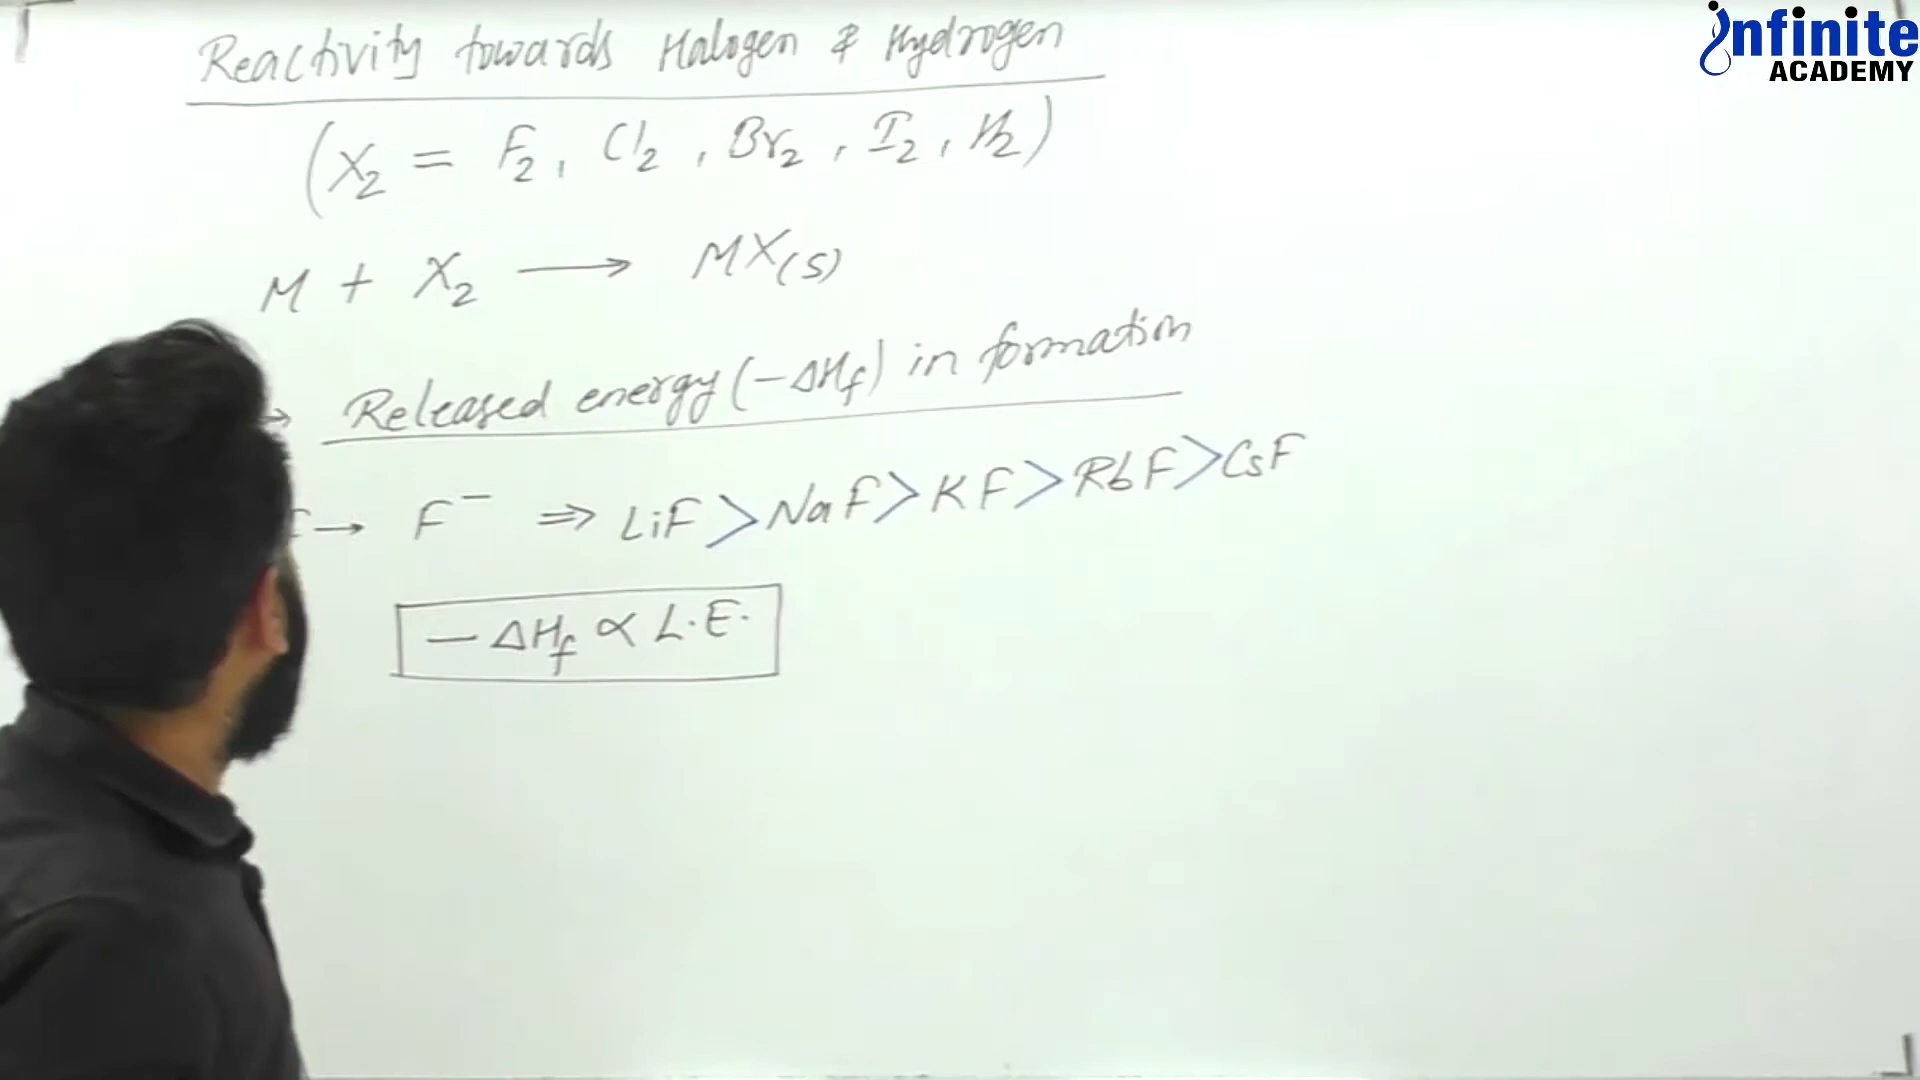 infinite
ACADEMY
Reactivity towards Halogen & Hydrogen
(X₂ = F₂, Cl₂, Br₂, I₂, H₂)
M + X₂ ⟶ MX(s)
→ Released energy (-ΔHf) in formation
→ F⁻ ⇒ LiF > NaF > KF > RbF > CsF
-ΔHf ∝ L.E.